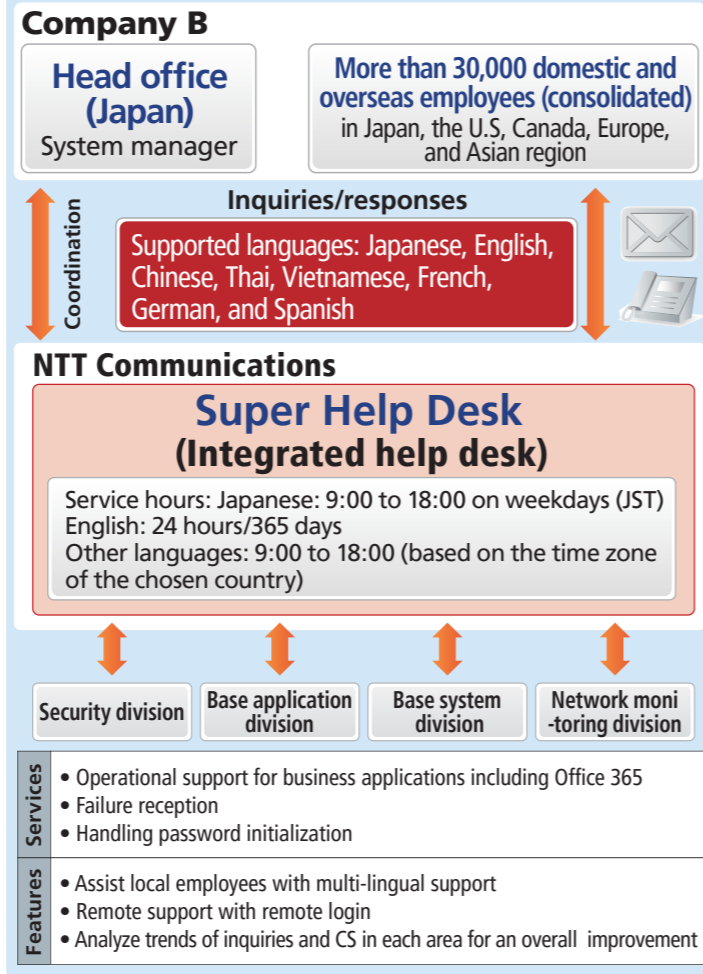 Company B
Head office
(Japan)
System manager
More than 30,000 domestic and
overseas employees (consolidated)
in Japan, the U.S, Canada, Europe,
and Asian region
Coordination
Inquiries/responses
Supported languages: Japanese, English,
Chinese, Thai, Vietnamese, French,
German, and Spanish
NTT Communications
Super Help Desk
(Integrated help desk)
Service hours: Japanese: 9:00 to 18:00 on weekdays (JST)
English: 24 hours/365 days
Other languages: 9:00 to 18:00 (based on the time zone
of the chosen country)
Security division
Base application
division
Base system
division
Network moni
-toring division
Services
• Operational support for business applications including Office 365
• Failure reception
• Handling password initialization
Features
• Assist local employees with multi-lingual support
• Remote support with remote login
• Analyze trends of inquiries and CS in each area for an overall improvement